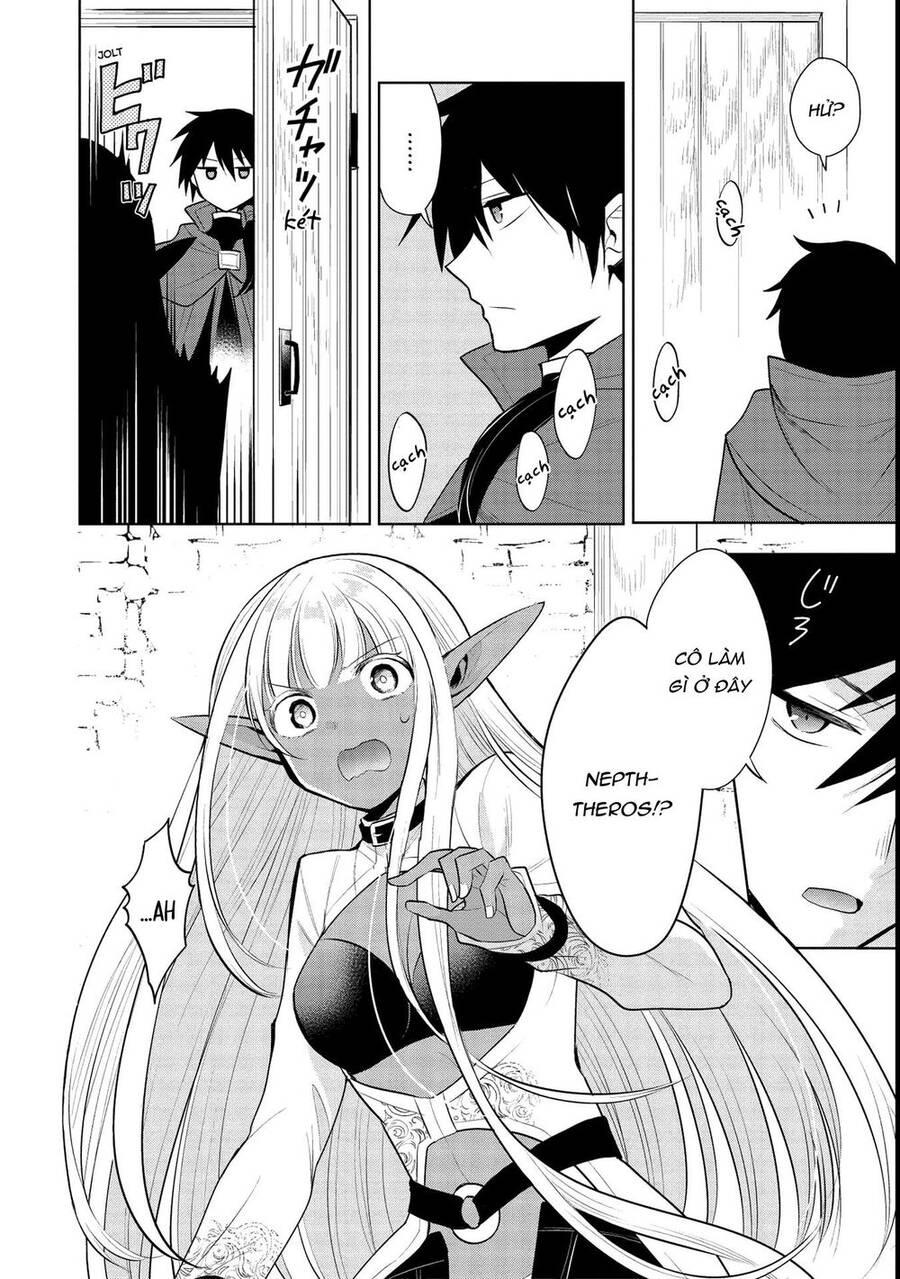 HỬ?
cạch
cạch
.......
cạch
cạch
cạch
ガチャッ
két
JOLT
ビクッ
じろ
CÔ LÀM
GÌ Ở ĐÂY
NEPTH-
THEROS!?
...AH